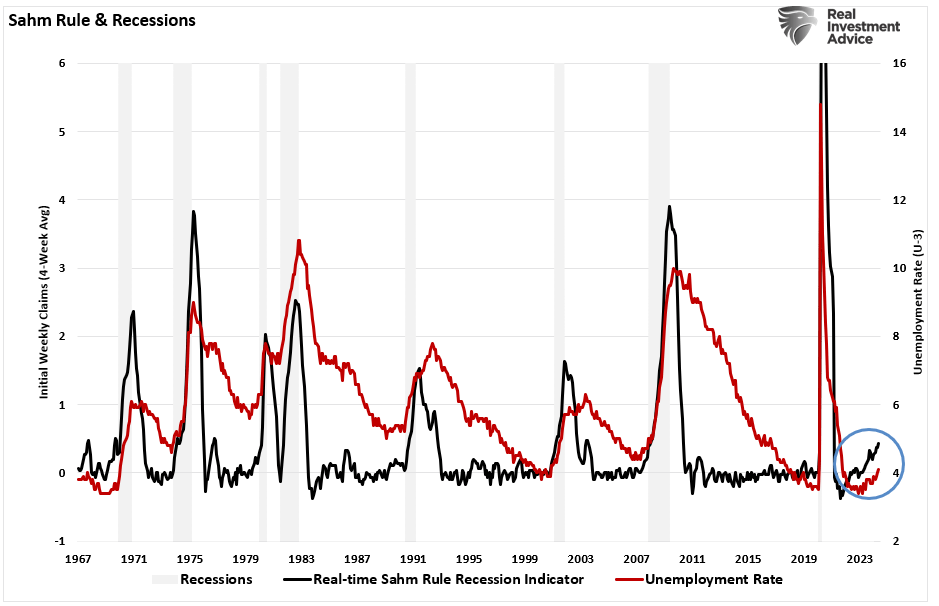 Sahm Rule & Recessions
Real
Investment
Advice
Initial Weekly Claims (4-Week Avg)
6
5
4
3
2
1
0
-1
16
14
12
10
8
6
4
2
Unemployment Rate (U-3)
1967 1971 1975 1979 1983 1987 1991 1995 1999 2003 2007 2011 2015 2019 2023
Recessions Real-time Sahm Rule Recession Indicator Unemployment Rate